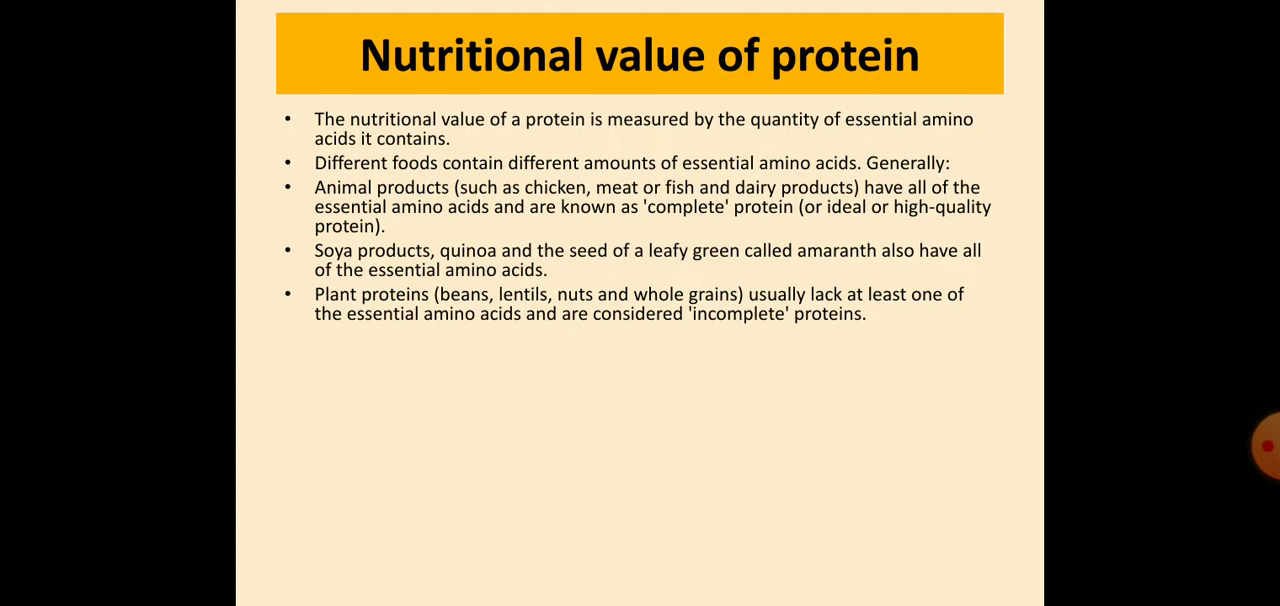 Nutritional value of protein
• The nutritional value of a protein is measured by the quantity of essential amino
acids it contains.
• Different foods contain different amounts of essential amino acids. Generally:
• Animal products (such as chicken, meat or fish and dairy products) have all of the
essential amino acids and are known as 'complete' protein (or ideal or high-quality
protein).
• Soya products, quinoa and the seed of a leafy green called amaranth also have all
of the essential amino acids.
• Plant proteins (beans, lentils, nuts and whole grains) usually lack at least one of
the essential amino acids and are considered 'incomplete' proteins.